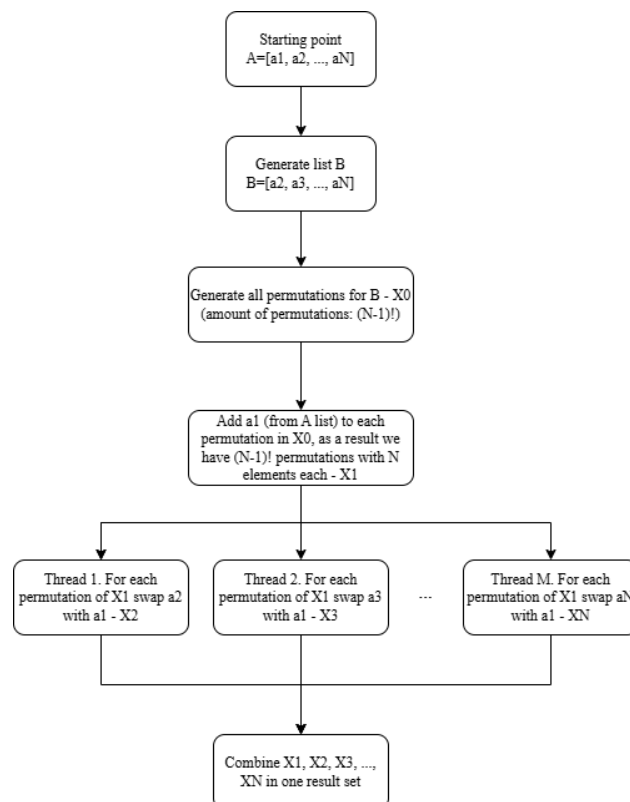 Starting point
A=[a1, a2, ..., aN]
Generate list B
B=[a2, a3, ..., aN]
Generate all permutations for B - X0
(amount of permutations: (N-1)!)
Add a1 (from A list) to each
permutation in X0, as a result we
have (N-1)! permutations with N
elements each - X1
Thread 1. For each
permutation of X1 swap a2
with a1 - X2
Thread 2. For each
permutation of X1 swap a3
with a1 - X3
...
Thread M. For each
permutation of X1 swap aN
with a1 - XN
Combine X1, X2, X3, ...,
XN in one result set